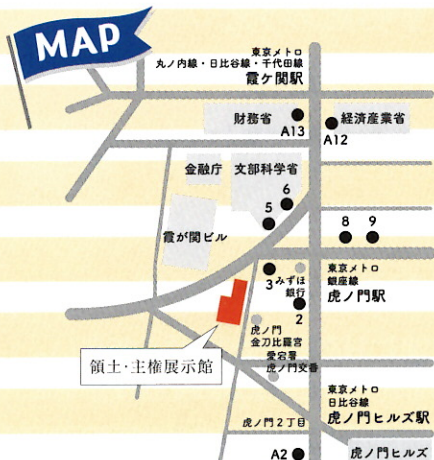 MAP
東京メトロ
丸ノ内線・日比谷線・千代田線
霞ケ関駅
財務省
A13
経済産業省
A12
金融庁
文部科学省
6
5
霞が関ビル
8
9
3
みずほ
銀行
2
東京メトロ
銀座線
虎ノ門駅
虎ノ門
金刀比羅宮
愛宕署
虎ノ門交番
領土・主権展示館
東京メトロ
日比谷線
虎ノ門ヒルズ駅
虎ノ門2丁目
A2
虎ノ門ヒルズ